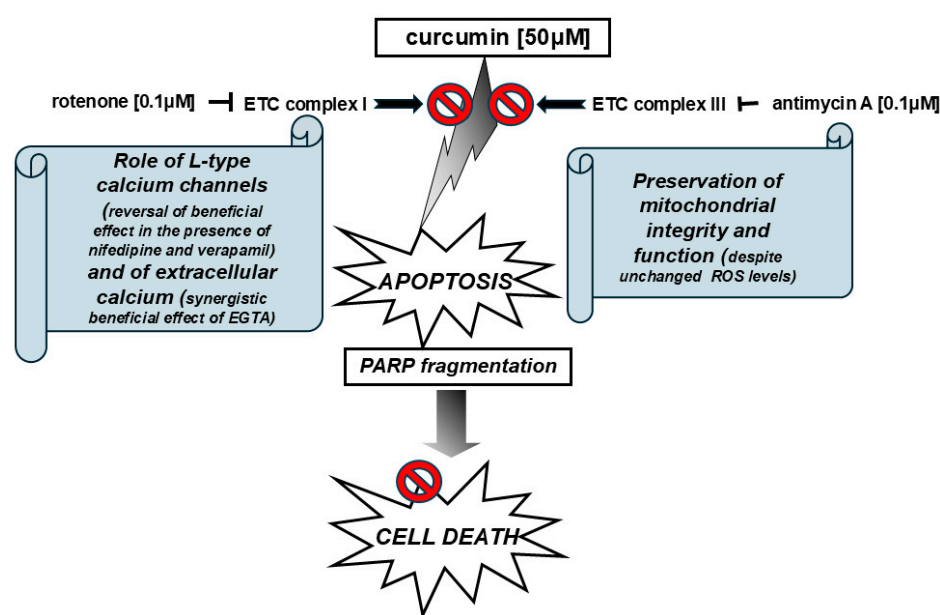 curcumin [50µM]
rotenone [0.1µM]
ETC complex I
ETC complex III
antimycin A [0.1µM]
Role of L-type
calcium channels
(reversal of beneficial
effect in the presence of
nifedipine and verapamil)
and of extracellular
calcium (synergistic
beneficial effect of EGTA)
Preservation of
mitochondrial
integrity and
function (despite
unchanged ROS levels)
APOPTOSIS
PARP fragmentation
CELL DEATH